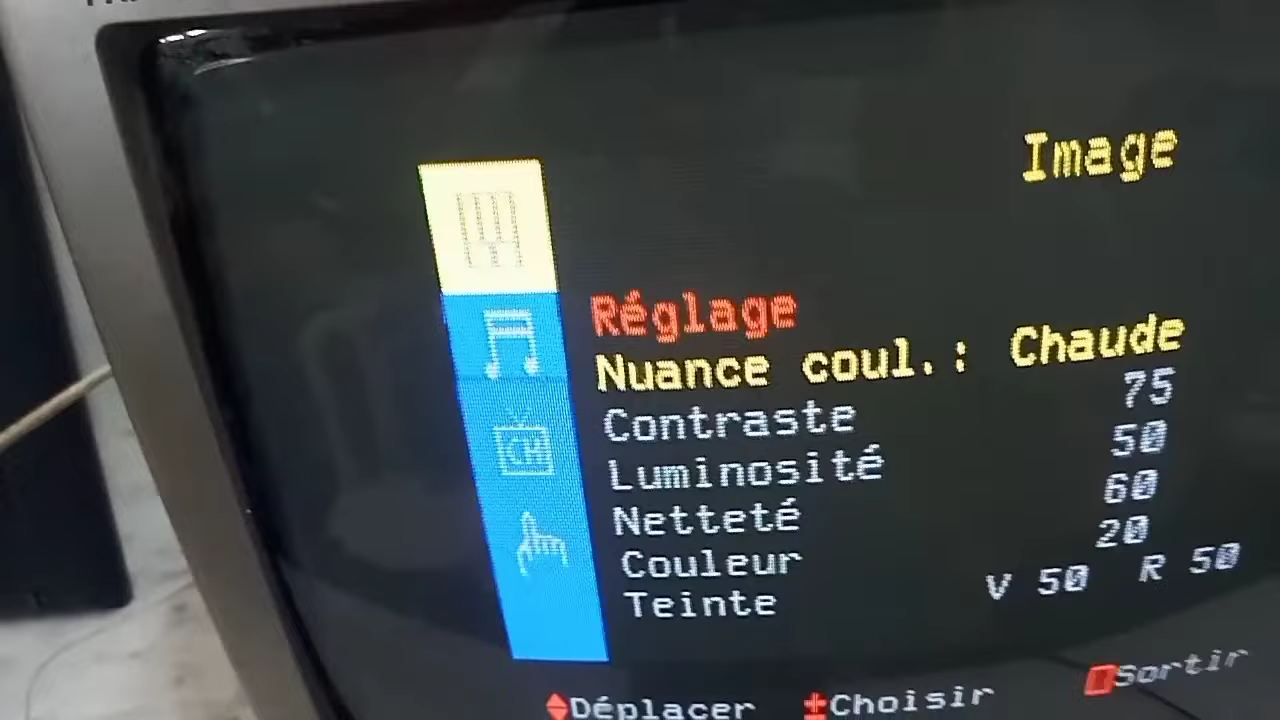 Image
Réglage
Nuance coul.: Chaude
Contraste 75
Luminosité 50
Netteté 60
Couleur 20
Teinte V 50 R 50
Déplacer Choisir Sortir
CH